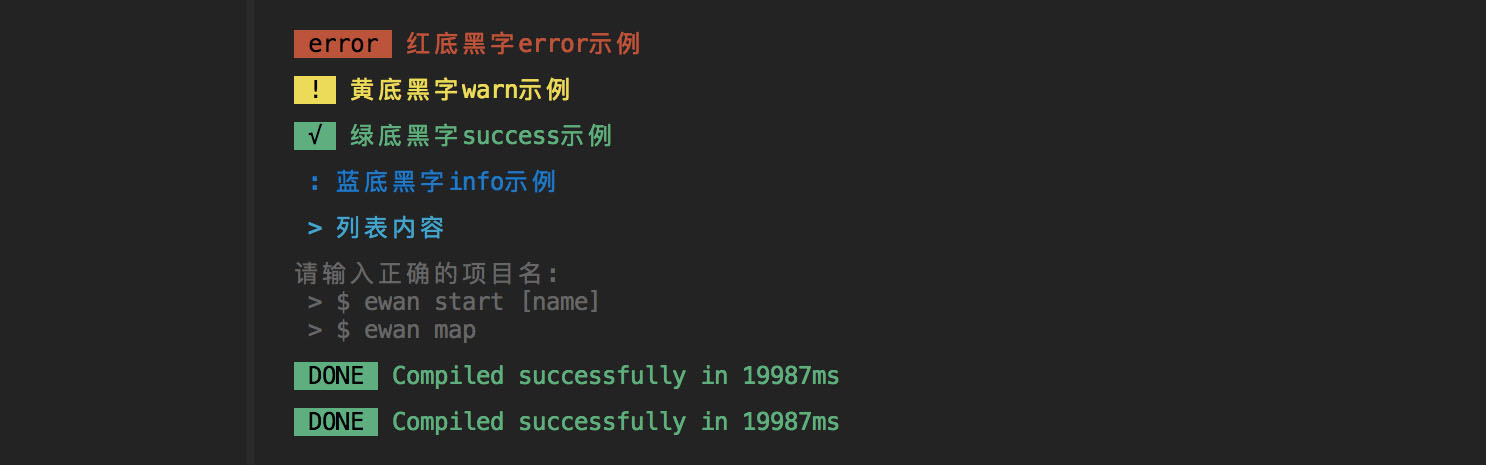 error 红底黑字error示例
! 黄底黑字warn示例
√ 绿底黑字success示例
: 蓝底黑字info示例
> 列表内容
请输入正确的项目名:
> $ ewan start [name]
> $ ewan map
DONE Compiled successfully in 19987ms
DONE Compiled successfully in 19987ms